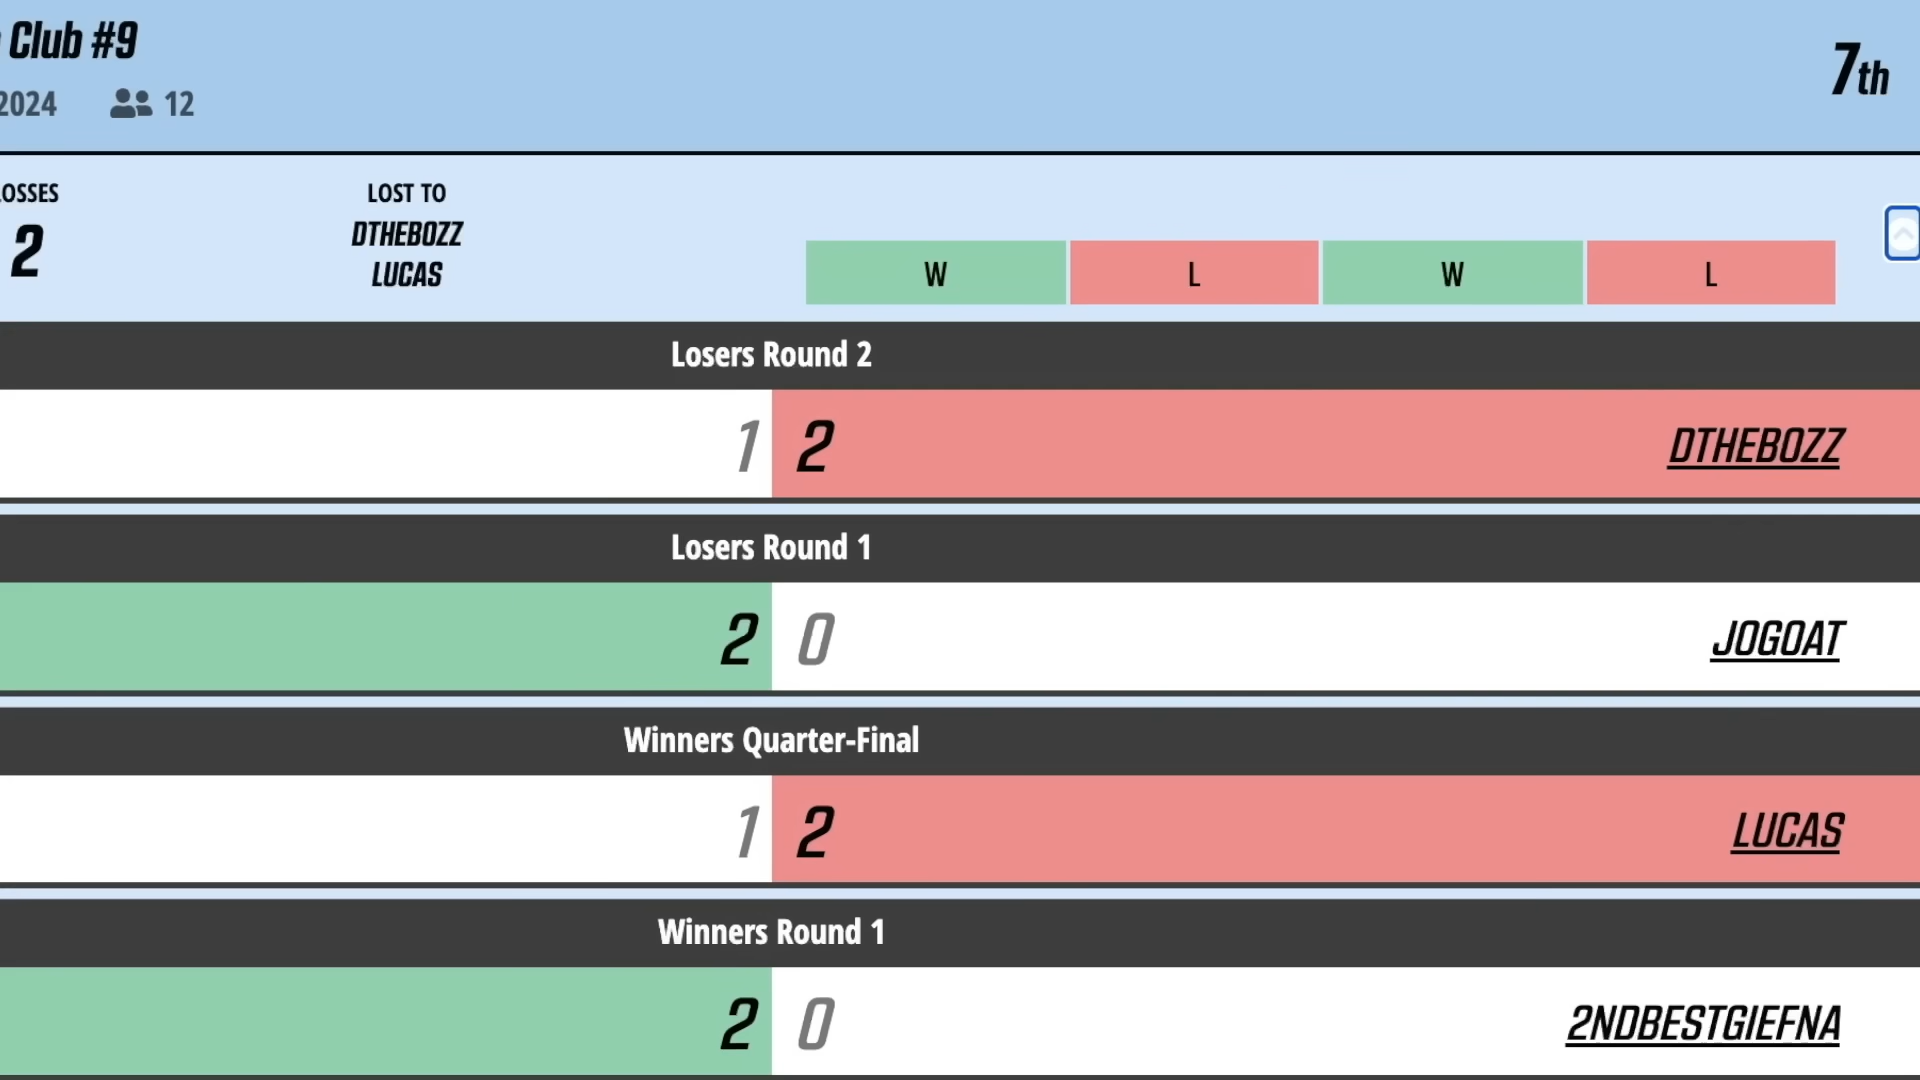 Club #9
7th
2024 12
OSSES
2
LOST TO
DTHEBOZZ
LUCAS
W L W L
Losers Round 2
1 2 DTHEBOZZ
Losers Round 1
2 0 JOGOAT
Winners Quarter-Final
1 2 LUCAS
Winners Round 1
2 0 2NDBESTGIEFNA